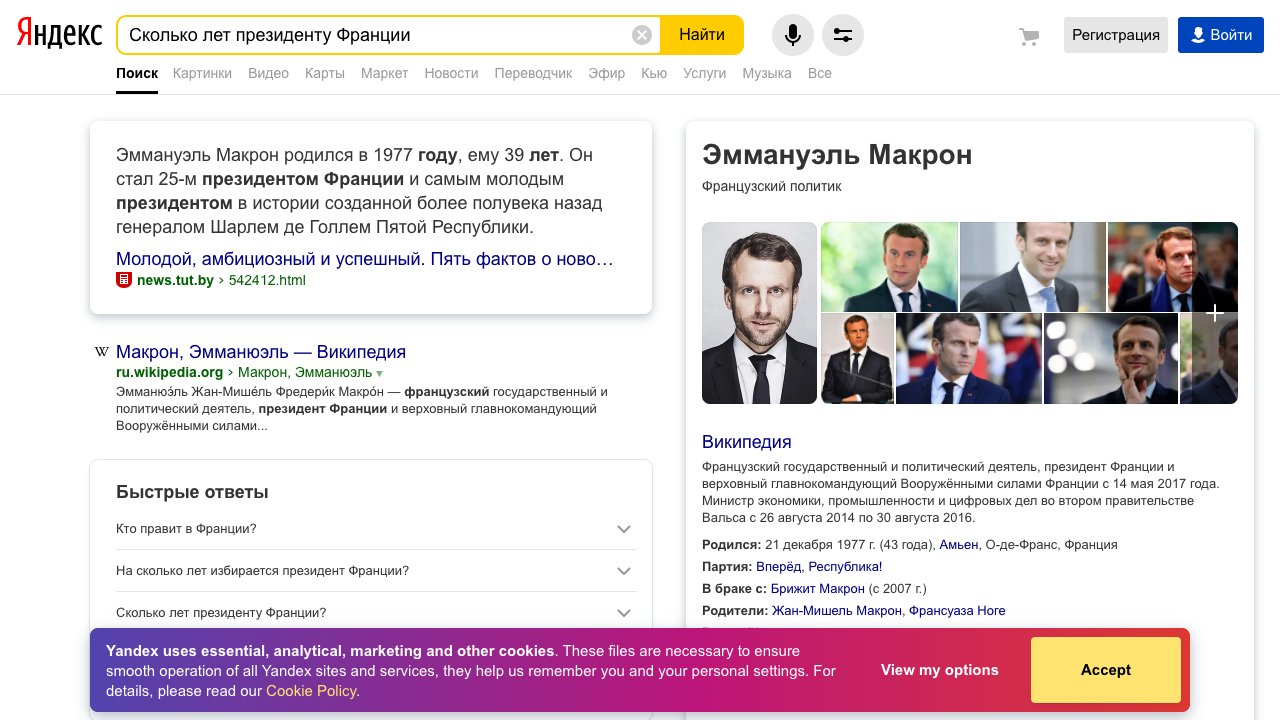 Яндекс
Сколько лет президенту Франции
Найти
Регистрация
Войти
Поиск Картинки Видео Карты Маркет Новости Переводчик Эфир Кью Услуги Музыка Все
Эммануэль Макрон родился в 1977 году, ему 39 лет. Он
стал 25-м президентом Франции и самым молодым
президентом в истории созданной более полувека назад
генералом Шарлем де Голлем Пятой Республики.
Молодой, амбициозный и успешный. Пять фактов о ново…
news.tut.by › 542412.html
W Макрон, Эмманюэль — Википедия
ru.wikipedia.org › Макрон, Эмманюэль
Эммануэ́ль Жан-Мише́ль Фредери́к Макро́н — французский государственный и
политический деятель, президент Франции и верховный главнокомандующий
Вооружёнными силами...
Быстрые ответы
Кто правит в Франции?
На сколько лет избирается президент Франции?
Сколько лет президенту Франции?
Эммануэль Макрон
Французский политик
Википедия
Французский государственный и политический деятель, президент Франции и
верховный главнокомандующий Вооружёнными силами Франции с 14 мая 2017 года.
Министр экономики, промышленности и цифровых дел во втором правительстве
Вальса с 26 августа 2014 по 30 августа 2016.
Родился: 21 декабря 1977 г. (43 года), Амьен, О-де-Франс, Франция
Партия: Вперёд, Республика!
В браке с: Брижит Макрон (с 2007 г.)
Родители: Жан-Мишель Макрон, Франсуаза Ноге
Yandex uses essential, analytical, marketing and other cookies. These files are necessary to ensure
smooth operation of all Yandex sites and services, they help us remember you and your personal settings. For
details, please read our Cookie Policy.
View my options
Accept